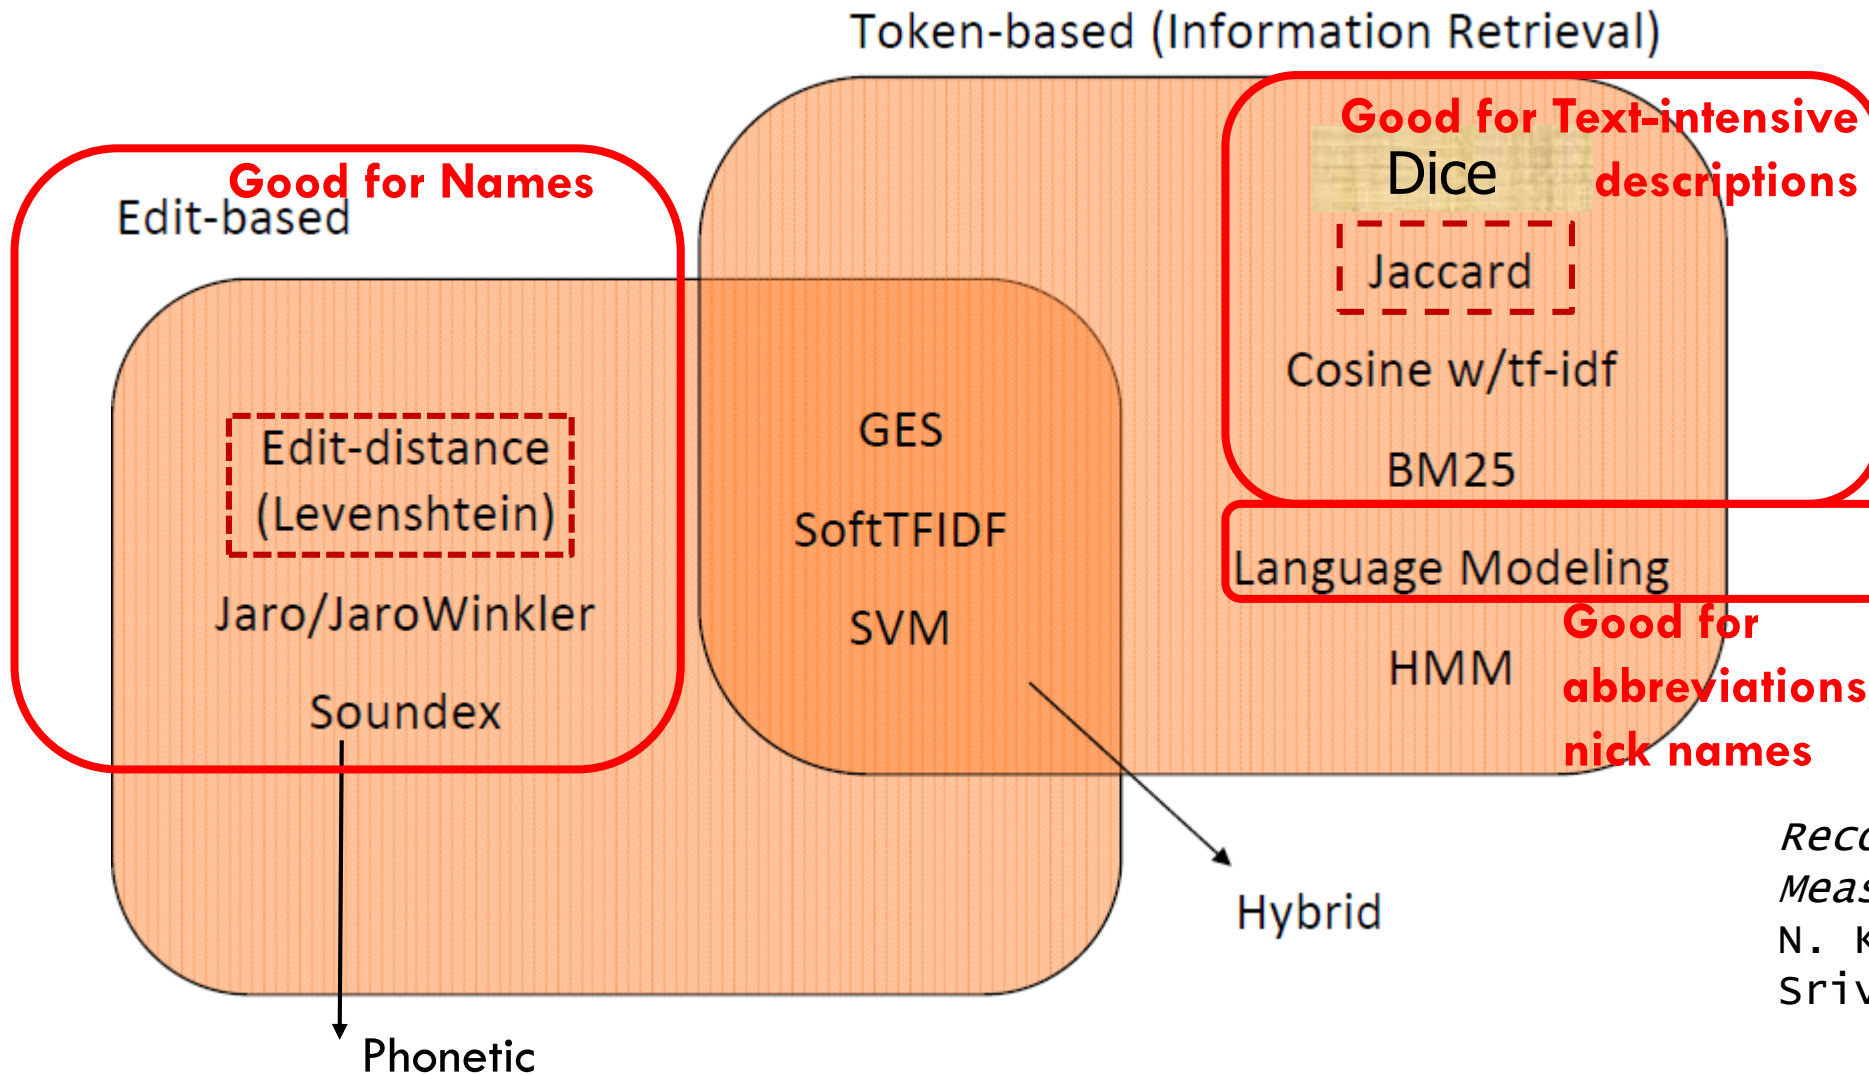 Token-based (Information Retrieval)
Good for Text-intensive
descriptions
Good for Names
Edit-based
Dice
Jaccard
Cosine w/tf-idf
BM25
Language Modeling
HMM
Good for
abbreviations,
nick names
Edit-distance
(Levenshtein)
Jaro/JaroWinkler
Soundex
GES
SoftTFIDF
SVM
Hybrid
Phonetic
N.